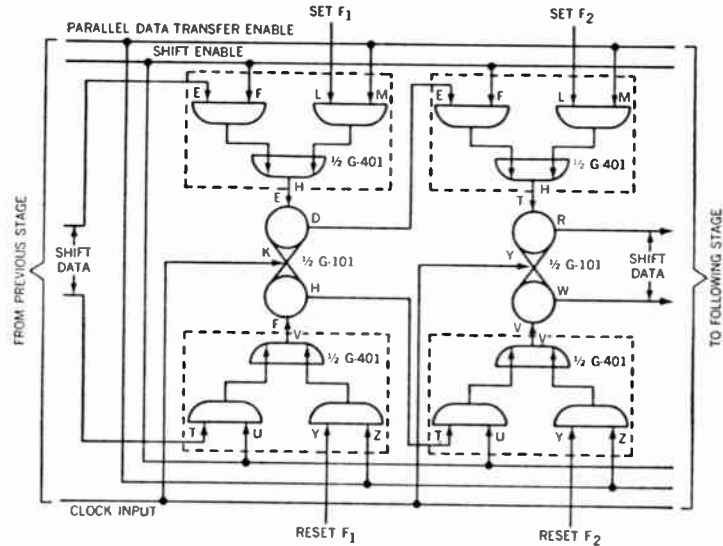 SET F1
SET F2
PARALLEL DATA TRANSFER ENABLE
SHIFT ENABLE
E F L M
E F L M
½ G-401
½ G-401
H
H
E
T
D
R
K
½ G-101
Y
½ G-101
H
W
F
V
V
V
½ G-401
½ G-401
T U Y Z
T U Y Z
FROM PREVIOUS STAGE
SHIFT DATA
SHIFT DATA
TO FOLLOWING STAGE
CLOCK INPUT
RESET F1
RESET F2